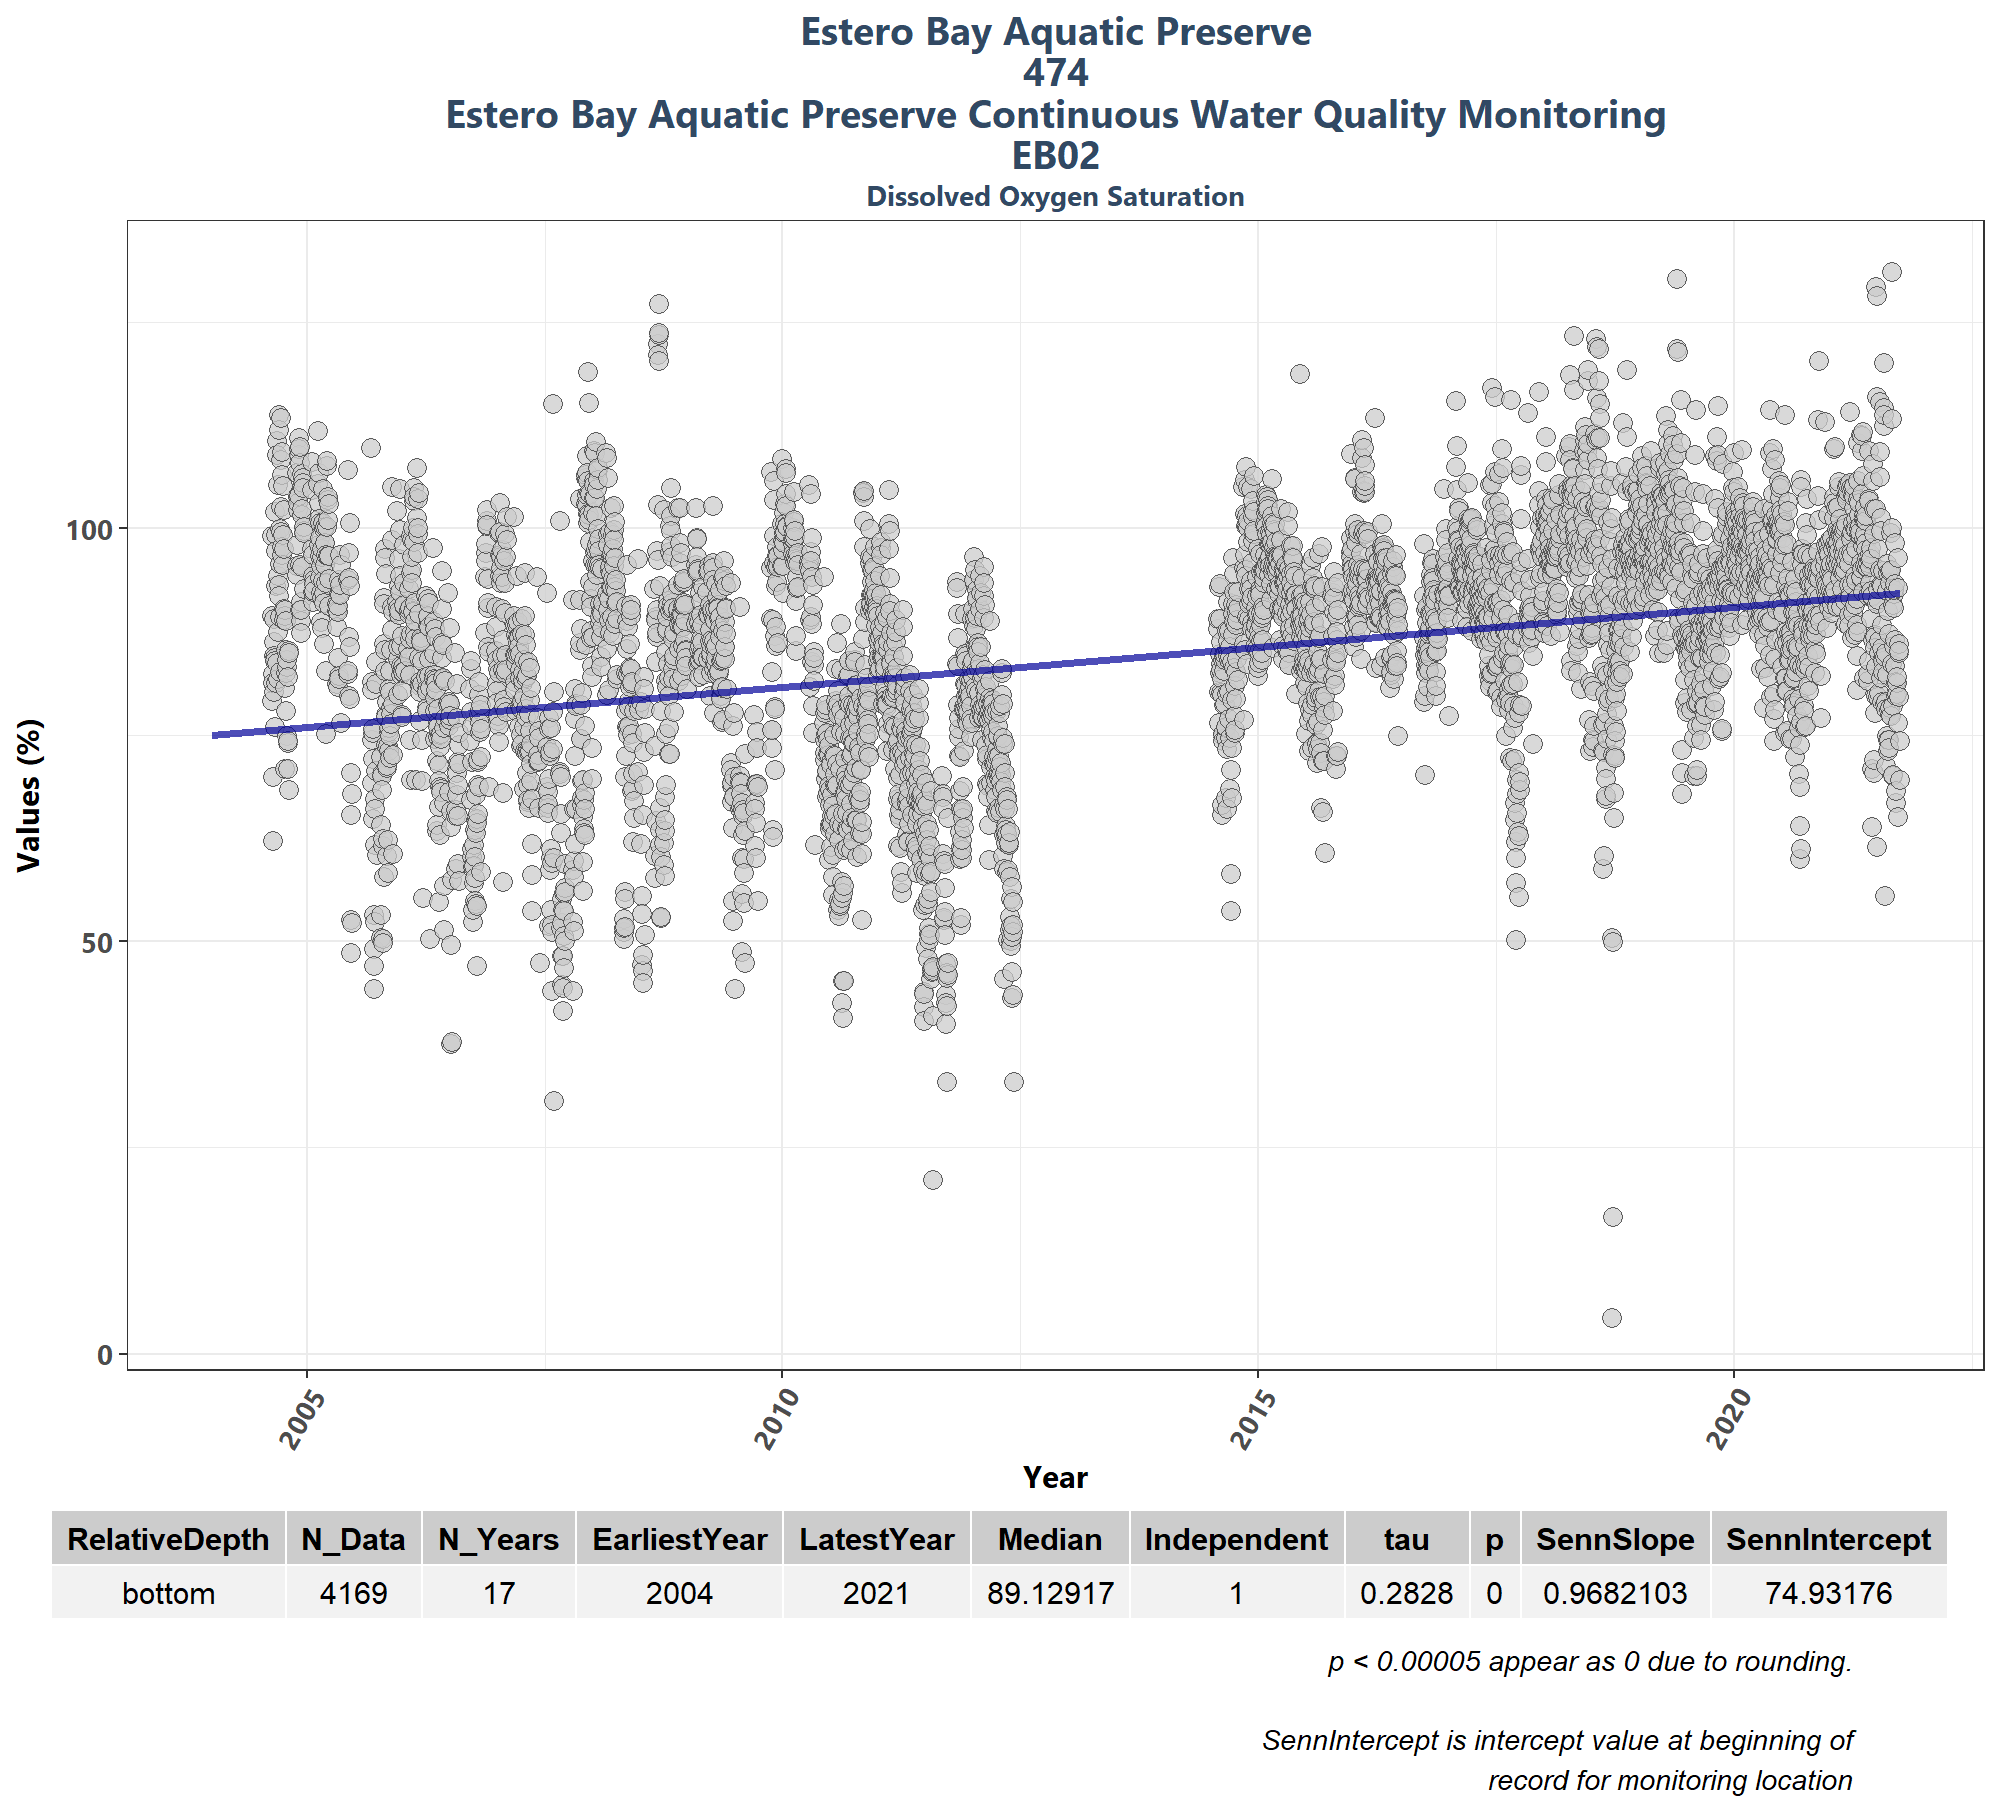 Estero Bay Aquatic Preserve
474
Estero Bay Aquatic Preserve Continuous Water Quality Monitoring
EB02
Dissolved Oxygen Saturation
Values (%)
100
50
0
2005 2010 2015 2020
Year
RelativeDepth N_Data N_Years EarliestYear LatestYear Median Independent tau p SennSlope SennIntercept
bottom 4169 17 2004 2021 89.12917 1 0.2828 0 0.9682103 74.93176
p < 0.00005 appear as 0 due to rounding.
SennIntercept is intercept value at beginning of
record for monitoring location